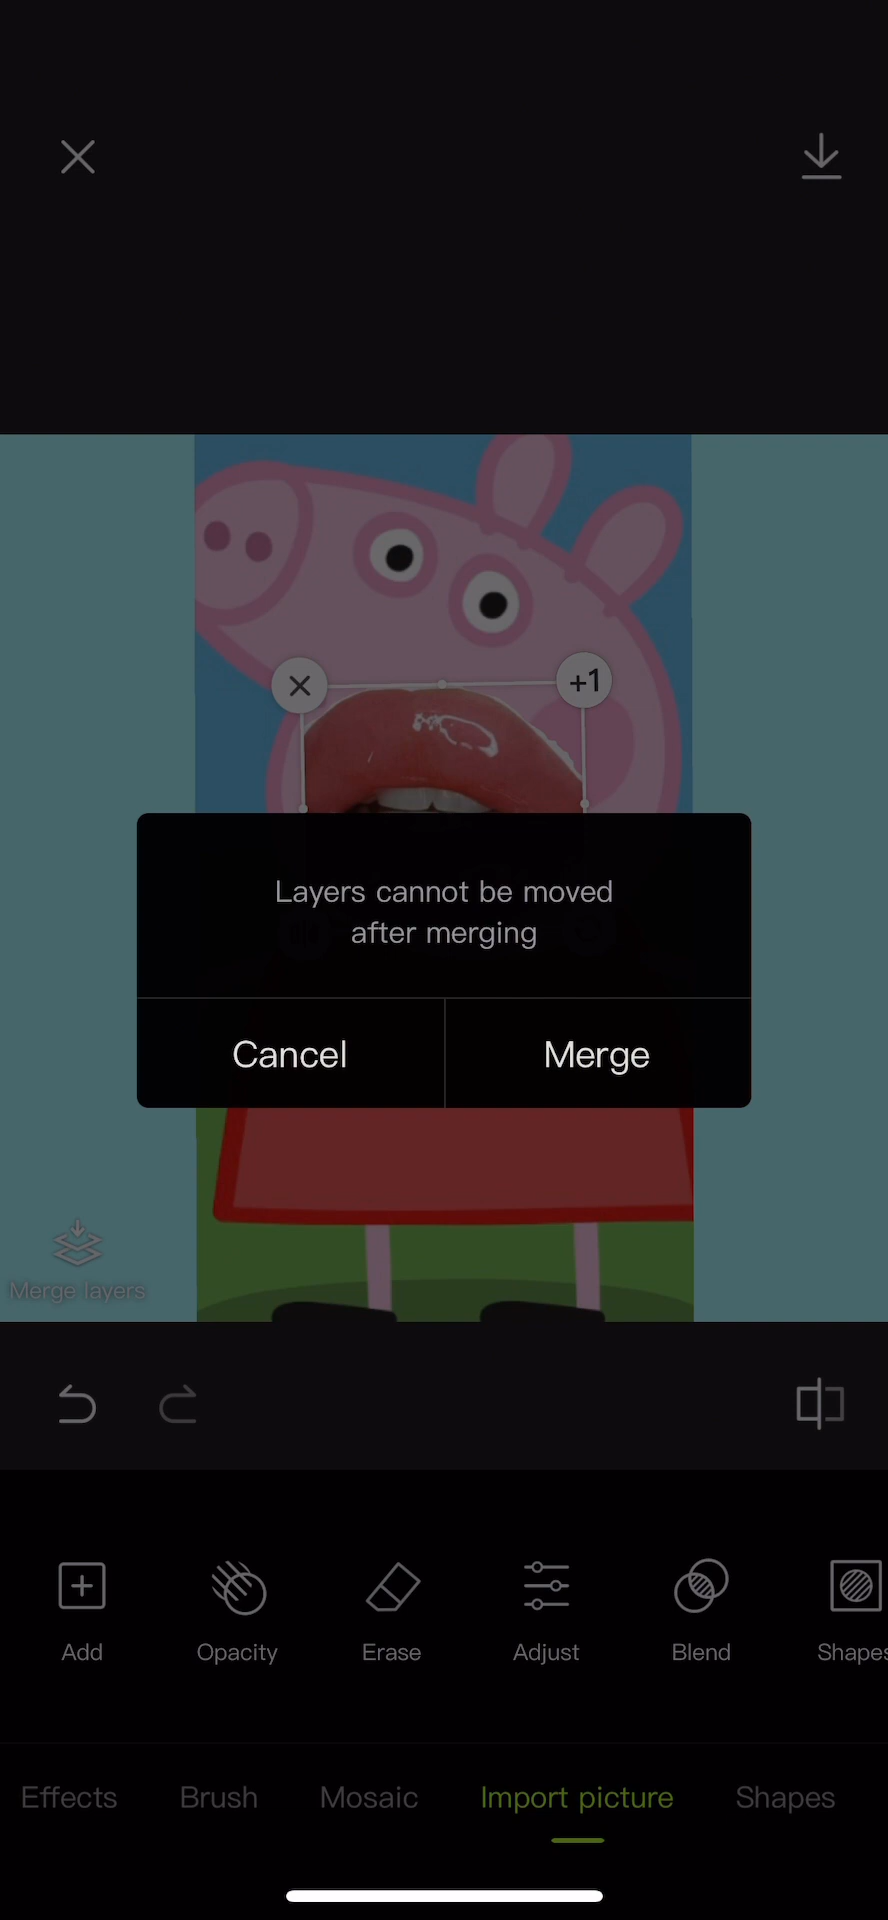 +1
Layers cannot be moved
after merging
Cancel Merge
Merge layers
Add Opacity Erase Adjust Blend Shapes
Effects Brush Mosaic Import picture Shapes